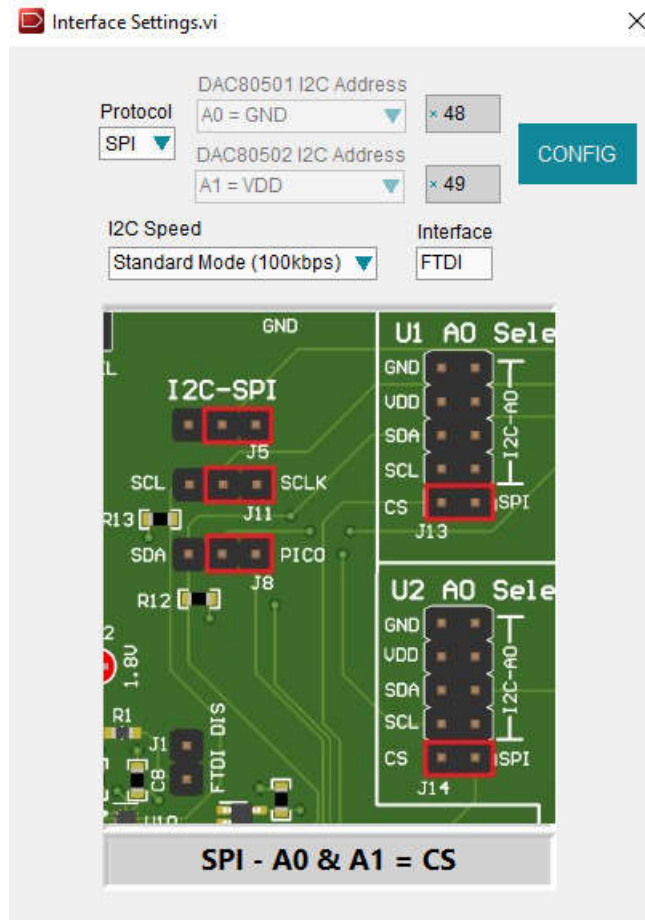 Interface Settings.vi
DAC80501 I2C Address
Protocol
SPI
A0 = GND
× 48
CONFIG
DAC80502 I2C Address
A1 = VDD
× 49
I2C Speed
Interface
Standard Mode (100kbps)
FTDI
GND
I2C-SPI
J5
SCL
SCLK
R13
J11
SDA
PICO
J8
R12
2
1.8V
R1
J1
C8
FTDI DIS
U10
U1 A0 Sele
GND
VDD
SDA
SCL
CS
I2C-A0
SPI
J13
U2 A0 Sele
GND
VDD
SDA
SCL
CS
I2C-A0
SPI
J14
SPI - A0 & A1 = CS